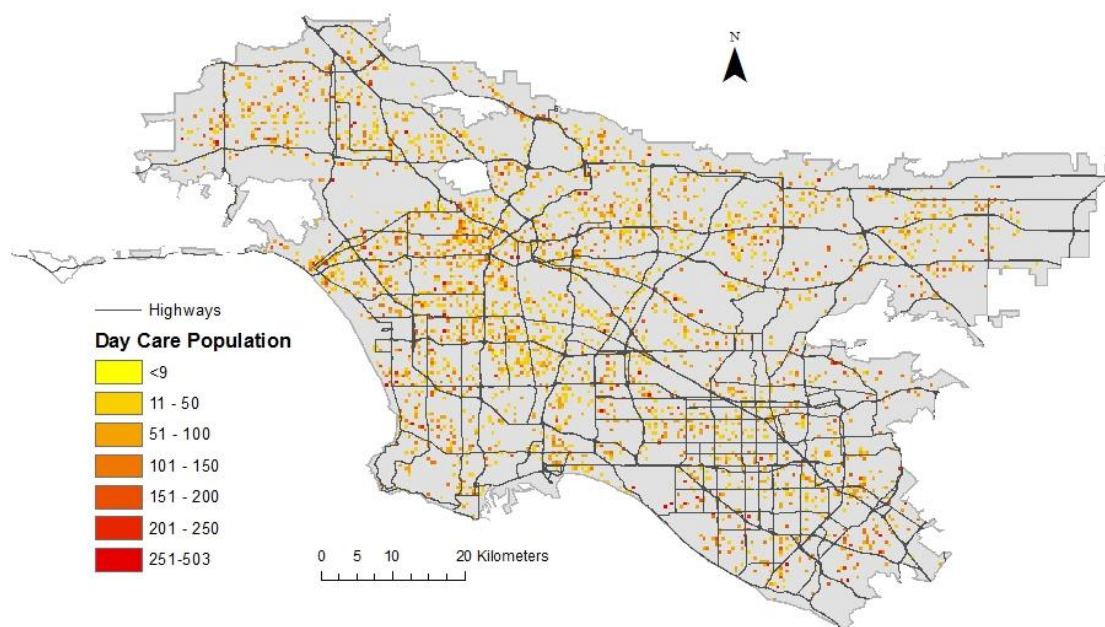 N
Highways
Day Care Population
<9
11 - 50
51 - 100
101 - 150
151 - 200
201 - 250
251-503
0 5 10 20 Kilometers